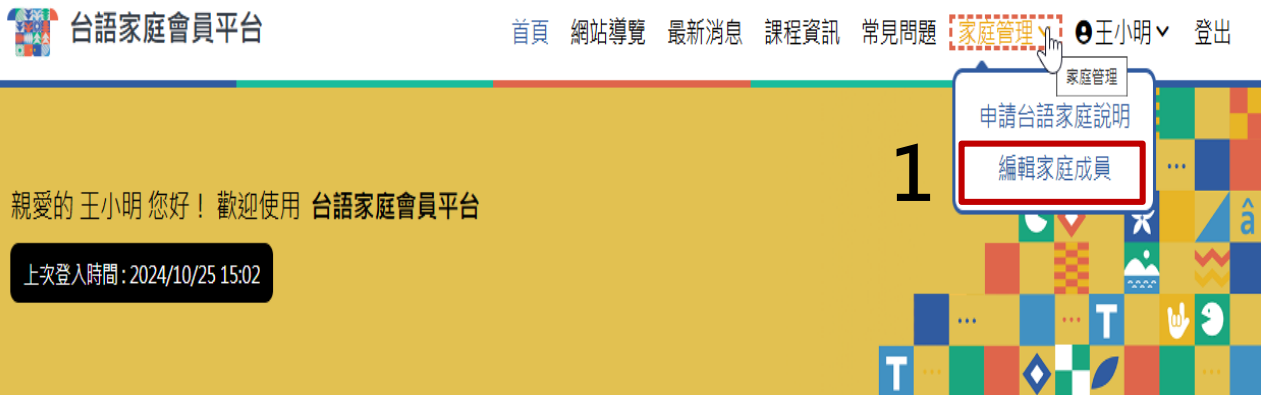 台語家庭會員平台
首頁 網站導覽 最新消息 課程資訊 常見問題 家庭管理 王小明 登出
家庭管理
申請台語家庭說明
1 編輯家庭成員
親愛的 王小明 您好！ 歡迎使用 台語家庭會員平台
上次登入時間 : 2024/10/25 15:02
â
T
T